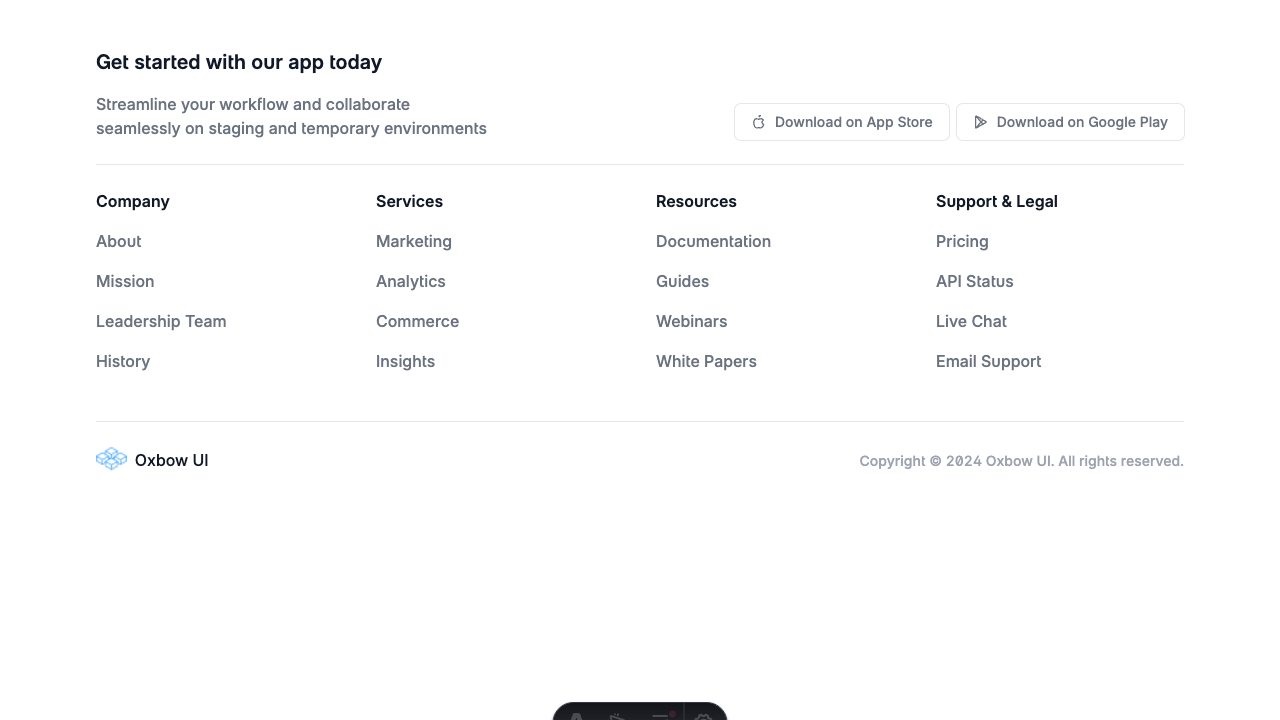 Get started with our app today
Streamline your workflow and collaborate
seamlessly on staging and temporary environments
Download on App Store
Download on Google Play
Company
About
Mission
Leadership Team
History
Services
Marketing
Analytics
Commerce
Insights
Resources
Documentation
Guides
Webinars
White Papers
Support & Legal
Pricing
API Status
Live Chat
Email Support
Oxbow UI
Copyright © 2024 Oxbow UI. All rights reserved.